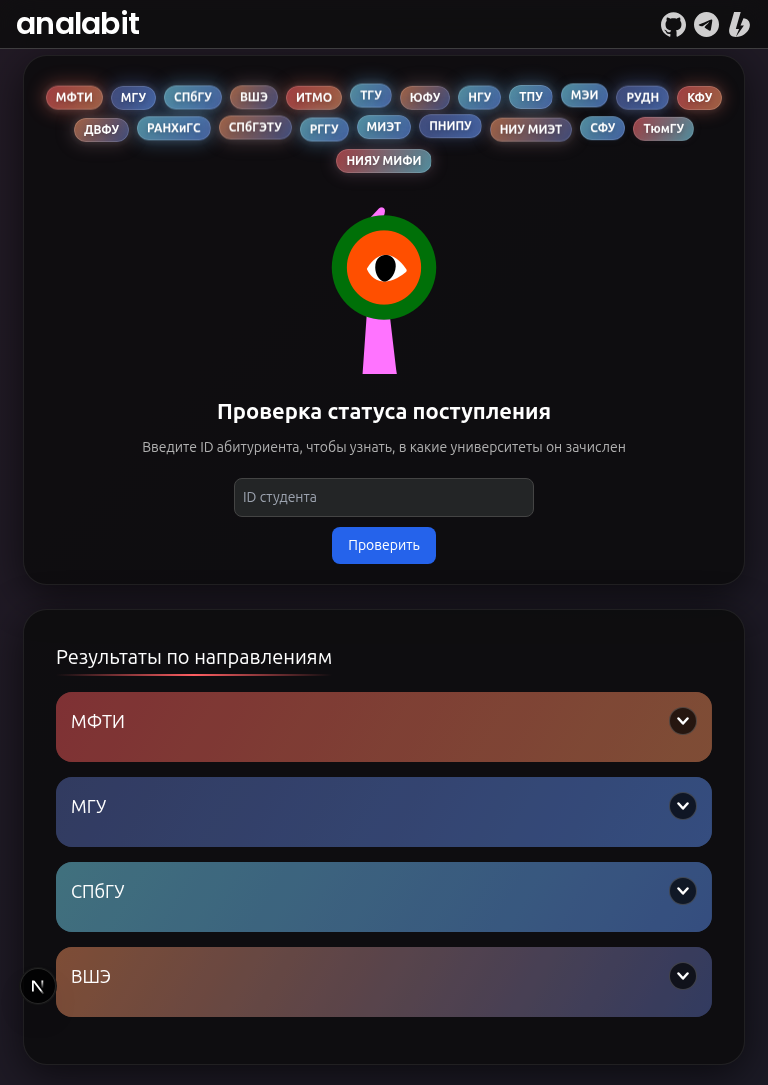 analabit
МФТИ МГУ СПбГУ ВШЭ ИТМО ТГУ ЮФУ НГУ ТПУ МЭИ РУДН КФУ
ДВФУ РАНХиГС СПбГЭТУ РГГУ МИЭТ ПНИПУ НИУ МИЭТ СФУ ТюмГУ
НИЯУ МИФИ
Проверка статуса поступления
Введите ID абитуриента, чтобы узнать, в какие университеты он зачислен
ID студента
Проверить
Результаты по направлениям
МФТИ
МГУ
СПбГУ
ВШЭ
N